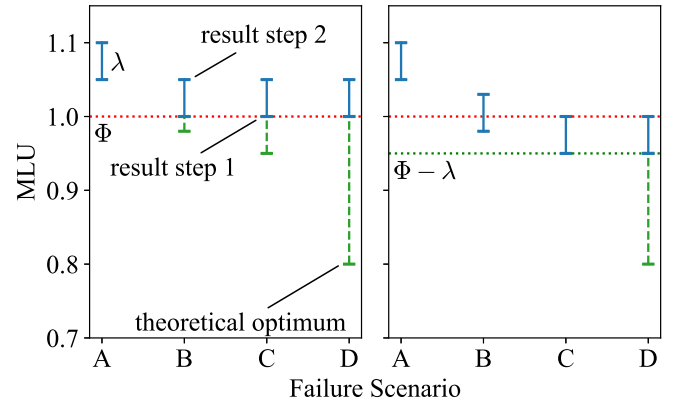 MLU
1.1
1.0
0.9
0.8
0.7
λ
result step 2
Φ
result step 1
theoretical optimum
A B C D
Φ − λ
A B C D
Failure Scenario